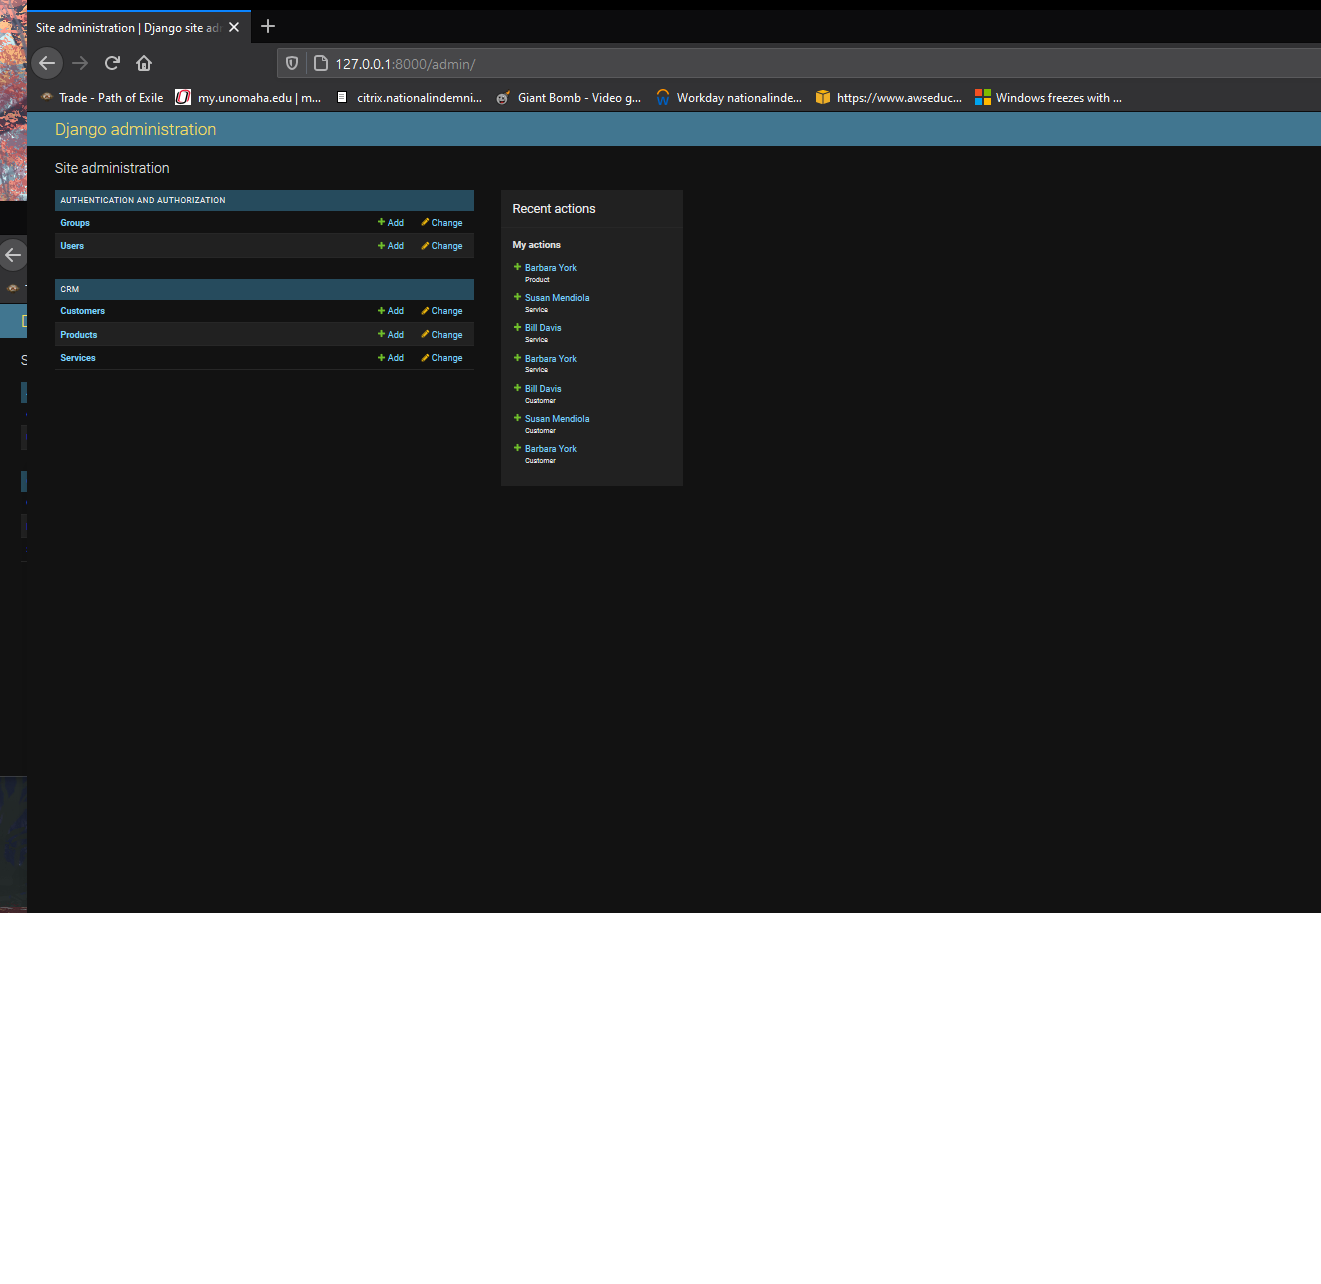 Site administration | Django site ad
127.0.0.1:8000/admin/
Trade - Path of Exile my.unomaha.edu | m... citrix.nationalindemni... Giant Bomb - Video g... Workday nationalinde... https://www.awseduc... Windows freezes with ...
Django administration
Site administration
AUTHENTICATION AND AUTHORIZATION
Groups Add Change
Users Add Change
CRM
Customers Add Change
Products Add Change
Services Add Change
Recent actions
My actions
Barbara York
Product
Susan Mendiola
Service
Bill Davis
Service
Barbara York
Service
Bill Davis
Customer
Susan Mendiola
Customer
Barbara York
Customer